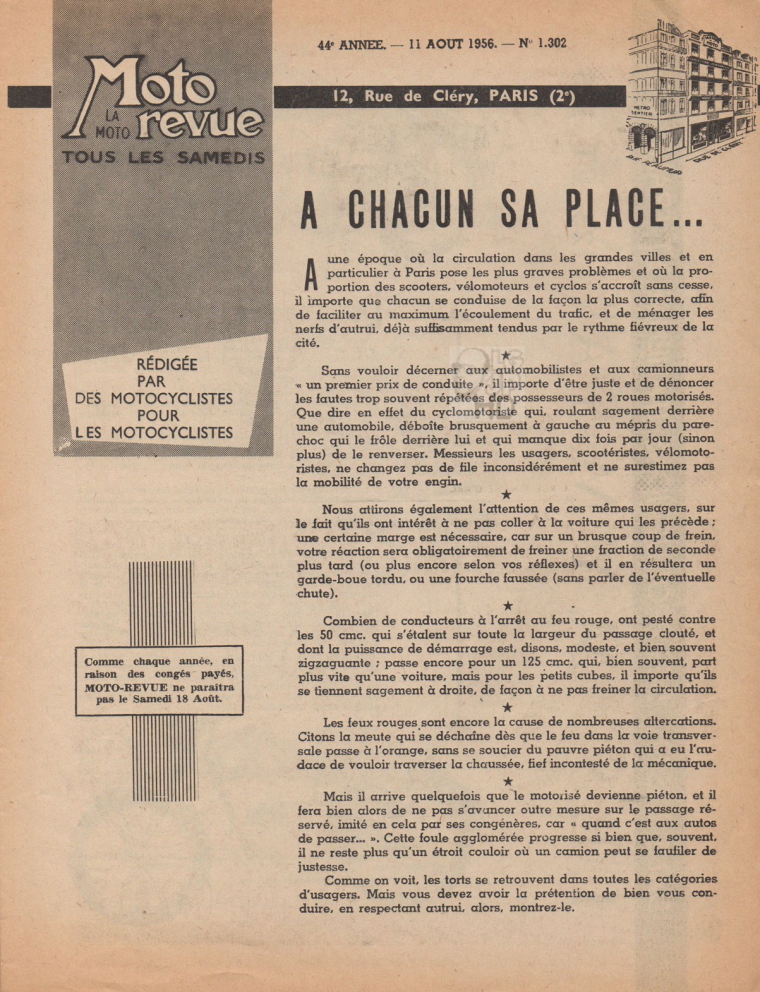 44e ANNEE. — 11 AOUT 1956. — No 1.302
12, Rue de Cléry, PARIS (2e)
Moto
LA
MOTO revue
TOUS LES SAMEDIS
METRO
SENTIER
RUE DE CLERY
RÉDIGÉE
PAR
DES MOTOCYCLISTES
POUR
LES MOTOCYCLISTES
Comme chaque année, en
raison des congés payés,
MOTO-REVUE ne paraîtra
pas le Samedi 18 Août.
A CHACUN SA PLACE...
A une époque où la circulation dans les grandes villes et en
particulier à Paris pose les plus graves problèmes et où la pro-
portion des scooters, vélomoteurs et cyclos s'accroît sans cesse,
il importe que chacun se conduise de la façon la plus correcte, afin
de faciliter au maximum l'écoulement du trafic, et de ménager les
nerfs d'autrui, déjà suffisamment tendus par le rythme fiévreux de la
cité.
★
Sans vouloir décerner aux automobilistes et aux camionneurs
« un premier prix de conduite », il importe d'être juste et de dénoncer
les fautes trop souvent répétées des possesseurs de 2 roues motorisés.
Que dire en effet du cyclomotoriste qui, roulant sagement derrière
une automobile, déboîte brusquement à gauche au mépris du pare-
choc qui le frôle derrière lui et qui manque dix fois par jour (sinon
plus) de le renverser. Messieurs les usagers, scootéristes, vélomoto-
ristes, ne changez pas de file inconsidérément et ne surestimez pas
la mobilité de votre engin.
★
Nous attirons également l'attention de ces mêmes usagers, sur
le fait qu'ils ont intérêt à ne pas coller à la voiture qui les précède ;
une certaine marge est nécessaire, car sur un brusque coup de frein,
votre réaction sera obligatoirement de freiner une fraction de seconde
plus tard (ou plus encore selon vos réflexes) et il en résultera un
garde-boue tordu, ou une fourche faussée (sans parler de l'éventuelle
chute).
★
Combien de conducteurs à l'arrêt au feu rouge, ont pesté contre
les 50 cmc. qui s'étalent sur toute la largeur du passage clouté, et
dont la puissance de démarrage est, disons, modeste, et bien souvent
zigzaguante ; passe encore pour un 125 cmc. qui, bien souvent, part
plus vite qu'une voiture, mais pour les petits cubes, il importe qu'ils
se tiennent sagement à droite, de façon à ne pas freiner la circulation.
★
Les feux rouges sont encore la cause de nombreuses altercations.
Citons la meute qui se déchaîne dès que le feu dans la voie transver-
sale passe à l'orange, sans se soucier du pauvre piéton qui a eu l'au-
dace de vouloir traverser la chaussée, fief incontesté de la mécanique.
★
Mais il arrive quelquefois que le motorisé devienne piéton, et il
fera bien alors de ne pas s'avancer outre mesure sur le passage ré-
servé, imité en cela par ses congénères, car « quand c'est aux autos
de passer... ». Cette foule agglomérée progresse si bien que, souvent,
il ne reste plus qu'un étroit couloir où un camion peut se faufiler de
justesse.
Comme on voit, les torts se retrouvent dans toutes les catégories
d'usagers. Mais vous devez avoir la prétention de bien vous con-
duire, en respectant autrui, alors, montrez-le.